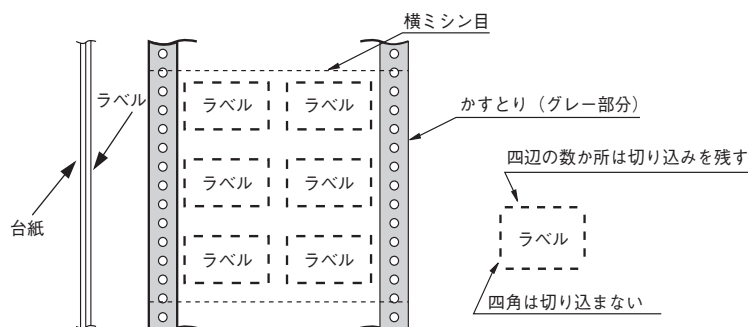 横ミシン目
ラベル
ラベル ラベル
かすとり（グレー部分）
四辺の数か所は切り込みを残す
ラベル ラベル
台紙
ラベル
ラベル ラベル
四角は切り込まない